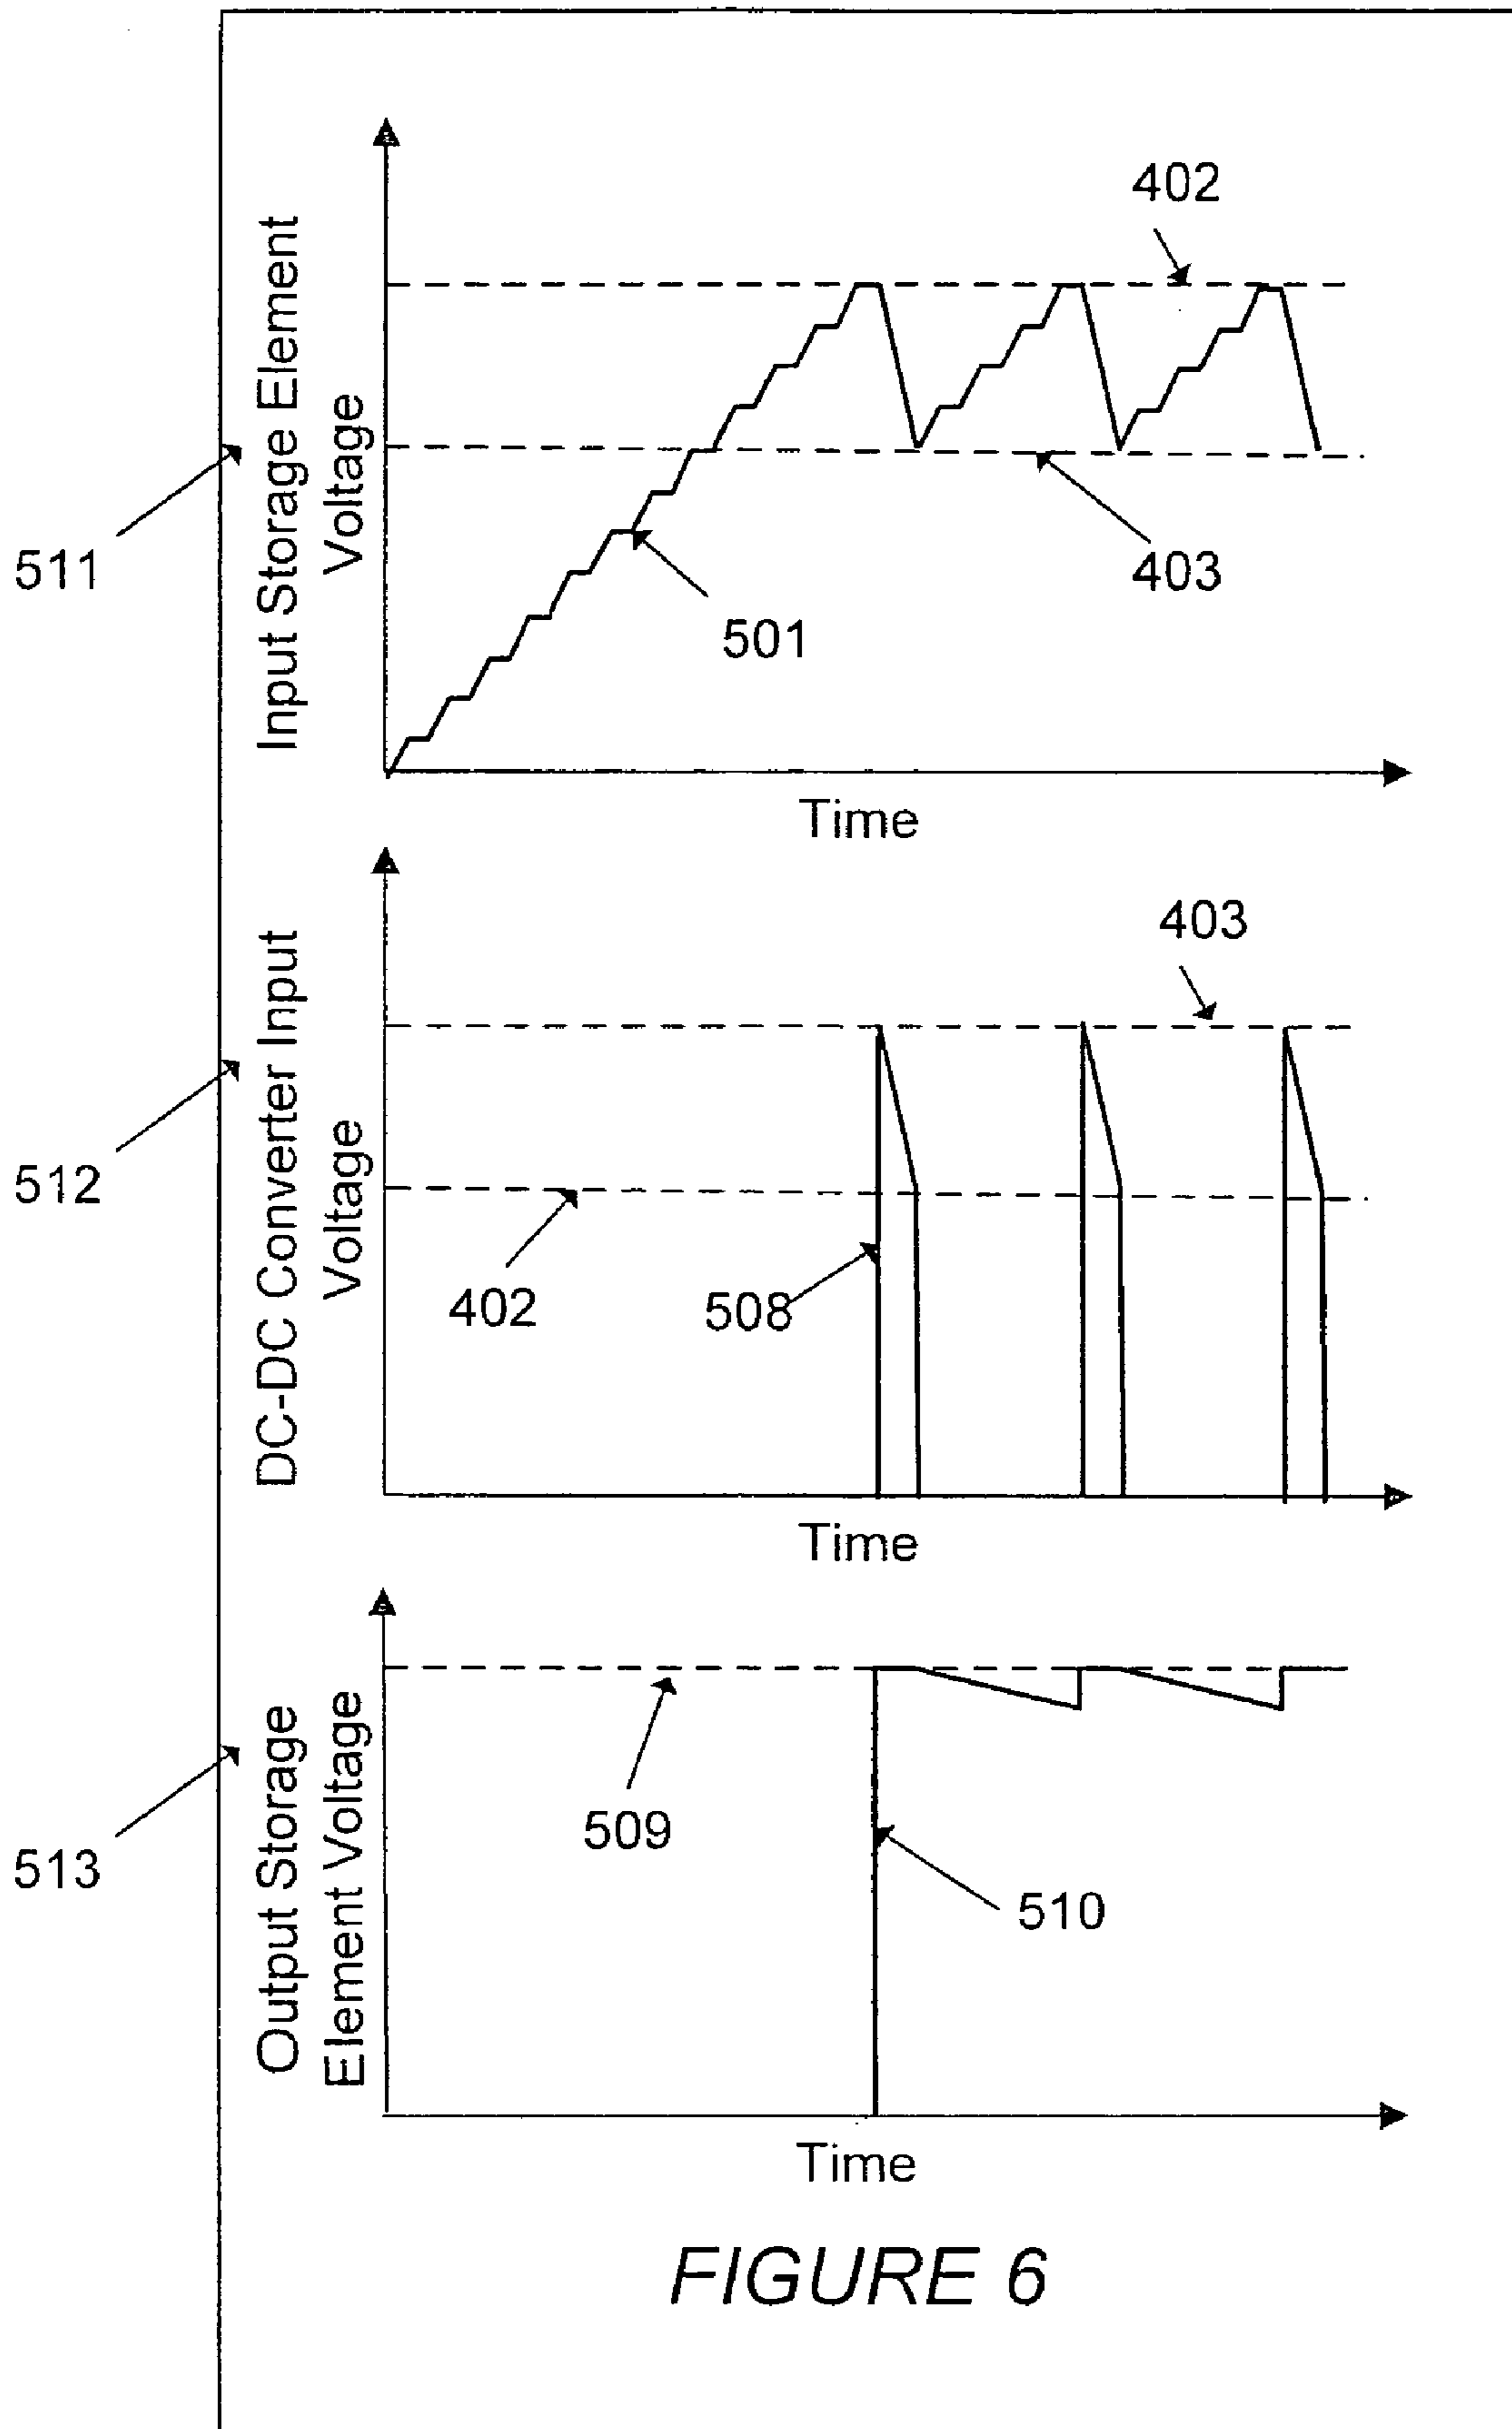 402
Input Storage Element
Voltage
511
403
501
Time
403
DC-DC Converter Input
Voltage
512
402
508
Time
Output Storage
Element Voltage
509
513
510
Time
FIGURE 6